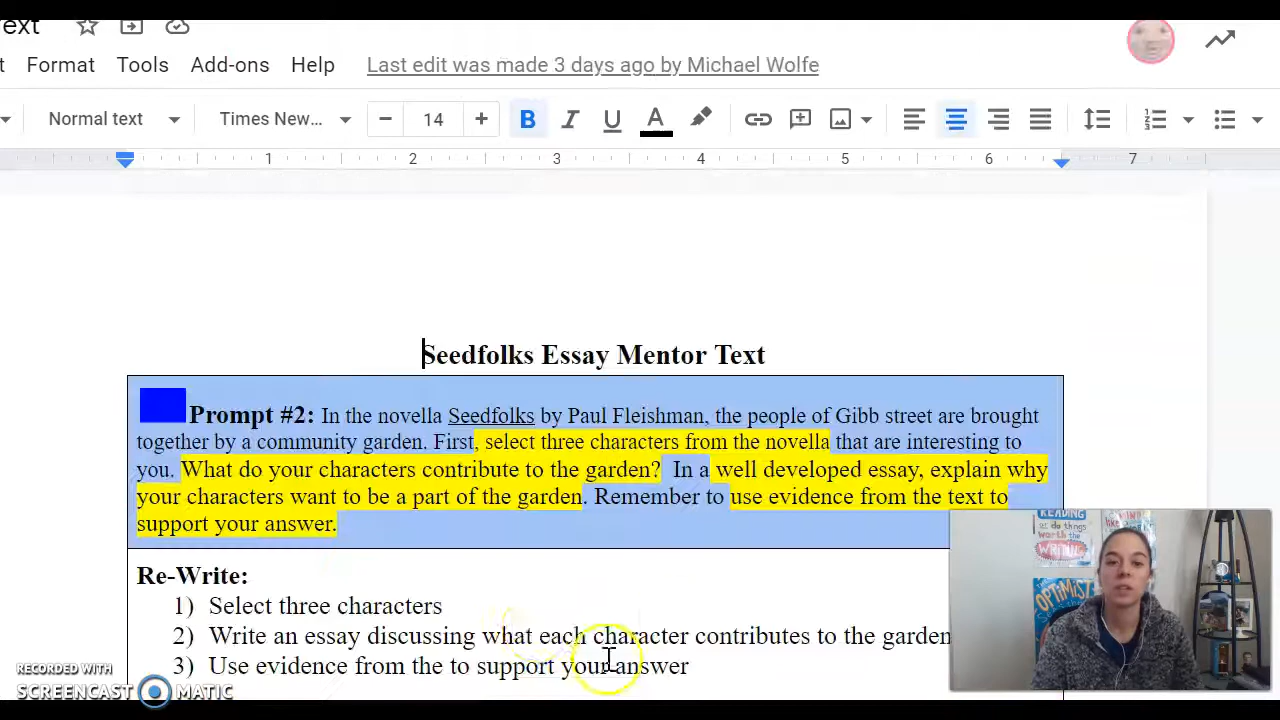 ext
t Format Tools Add-ons Help Last edit was made 3 days ago by Michael Wolfe
Normal text Times New... 14 B I U A
1 2 3 4 5 6 7
Seedfolks Essay Mentor Text
Prompt #2: In the novella Seedfolks by Paul Fleishman, the people of Gibb street are brought
together by a community garden. First, select three characters from the novella that are interesting to
you. What do your characters contribute to the garden? In a well developed essay, explain why
your characters want to be a part of the garden. Remember to use evidence from the text to
support your answer.
Re-Write:
1) Select three characters
2) Write an essay discussing what each character contributes to the garden
3) Use evidence from the to support your answer
READING
WRITING
OPTIMIST
RECORDED WITH
SCREENCAST MATIC